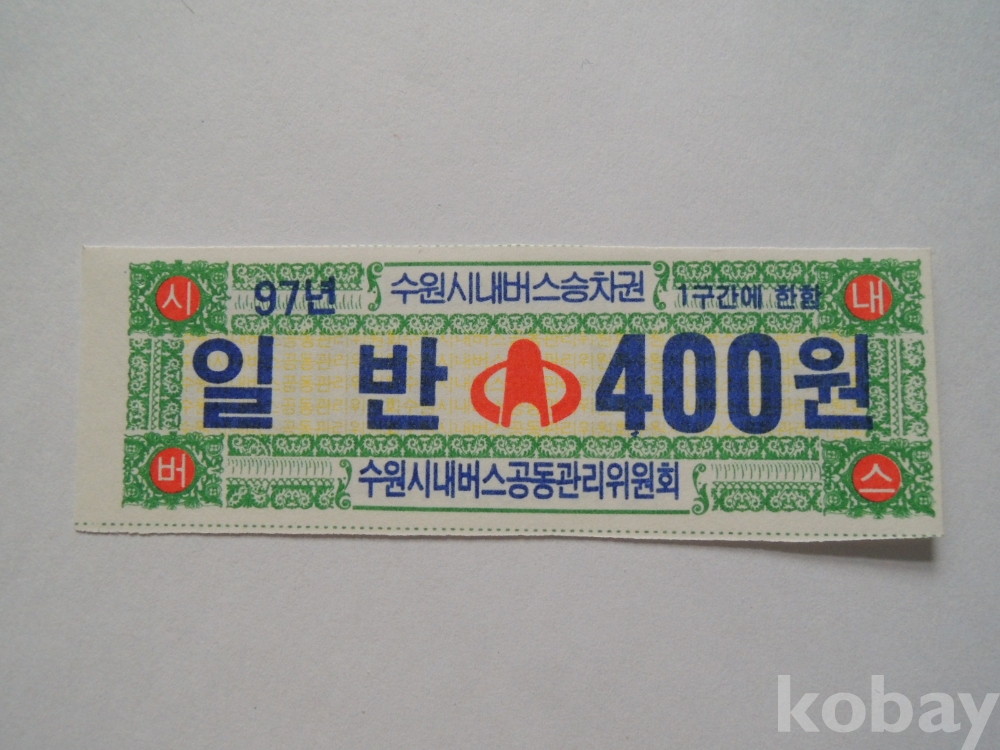 시 97년 수원시내버스승차권 1구간에 한함 내
일 반 400원
버 수원시내버스공동관리위원회 스
kobay